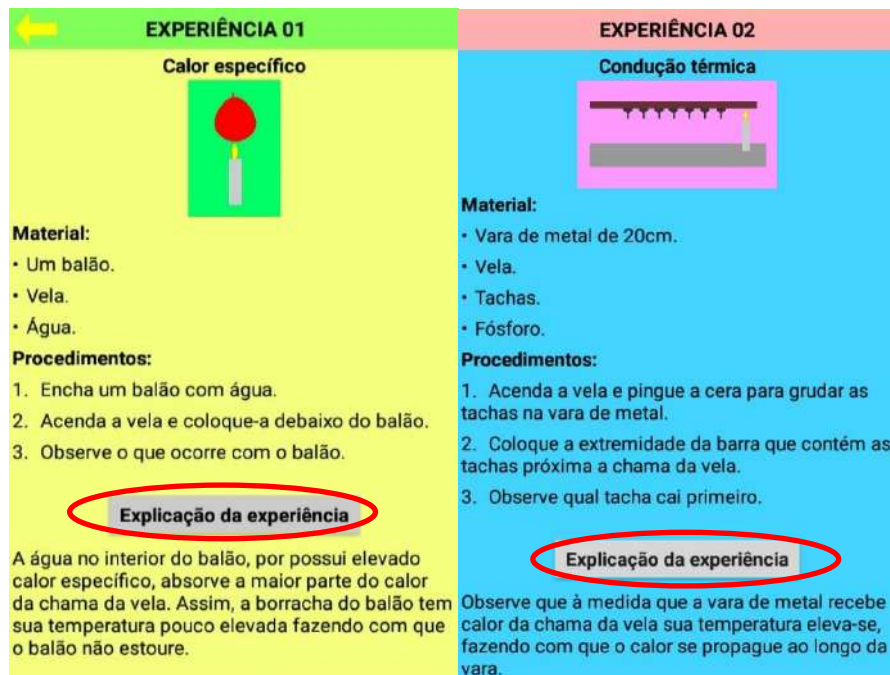 EXPERIÊNCIA 01
Calor específico
Material:
• Um balão.
• Vela.
• Água.
Procedimentos:
1. Encha um balão com água.
2. Acenda a vela e coloque-a debaixo do balão.
3. Observe o que ocorre com o balão.
Explicação da experiência
A água no interior do balão, por possui elevado
calor específico, absorve a maior parte do calor
da chama da vela. Assim, a borracha do balão tem
sua temperatura pouco elevada fazendo com que
o balão não estoure.
EXPERIÊNCIA 02
Condução térmica
Material:
• Vara de metal de 20cm.
• Vela.
• Tachas.
• Fósforo.
Procedimentos:
1. Acenda a vela e pingue a cera para grudar as
tachas na vara de metal.
2. Coloque a extremidade da barra que contém as
tachas próxima a chama da vela.
3. Observe qual tacha cai primeiro.
Explicação da experiência
Observe que à medida que a vara de metal recebe
calor da chama da vela sua temperatura eleva-se,
fazendo com que o calor se propague ao longo da
vara.